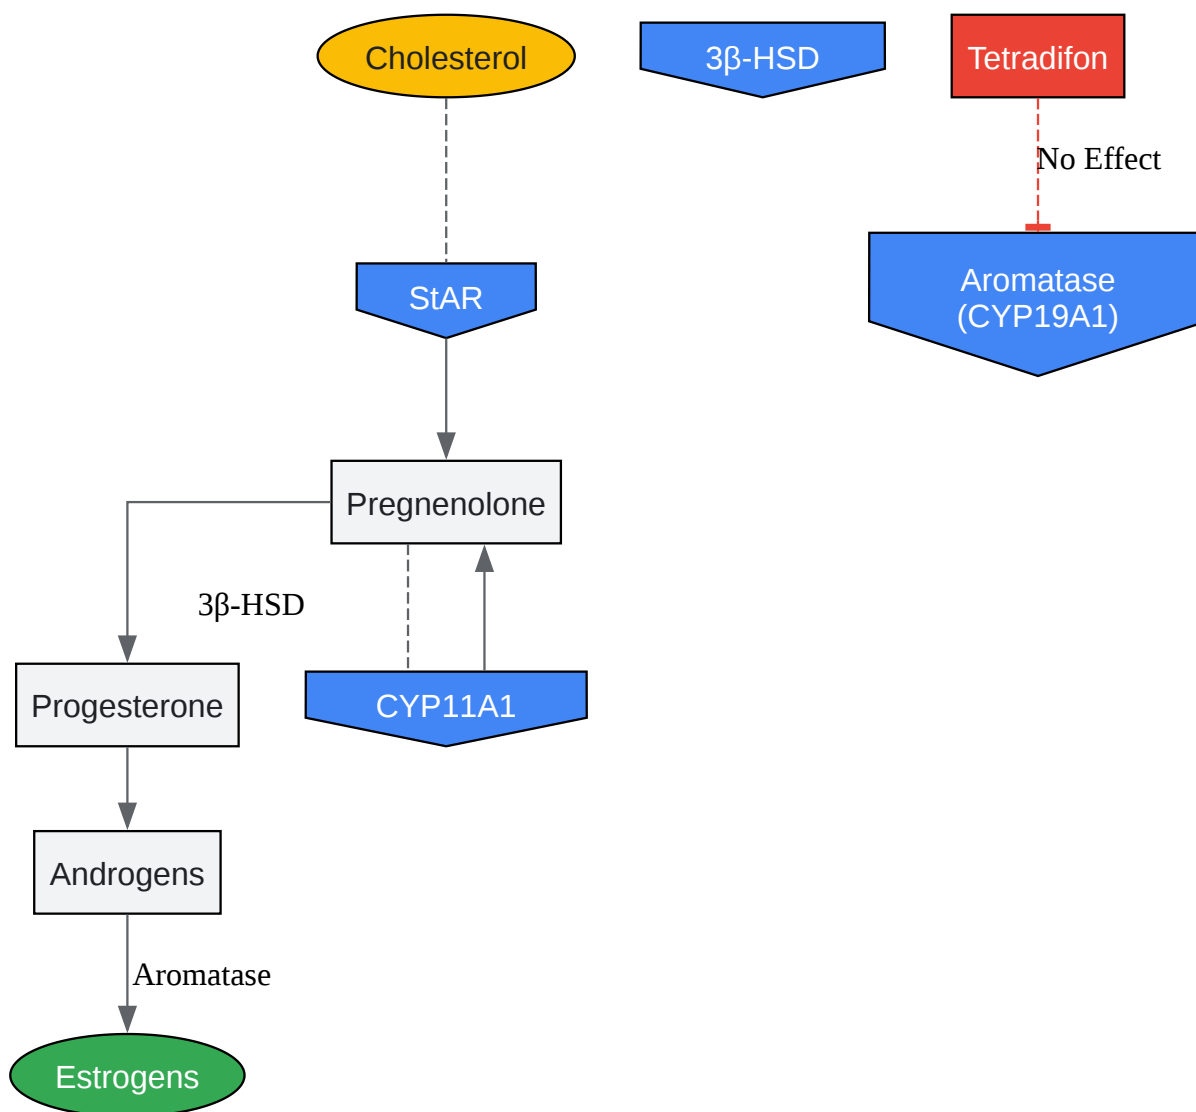 Cholesterol
3β-HSD
Tetradifon
No Effect
StAR
Aromatase
(CYP19A1)
Pregnenolone
3β-HSD
Progesterone
CYP11A1
Androgens
Aromatase
Estrogens